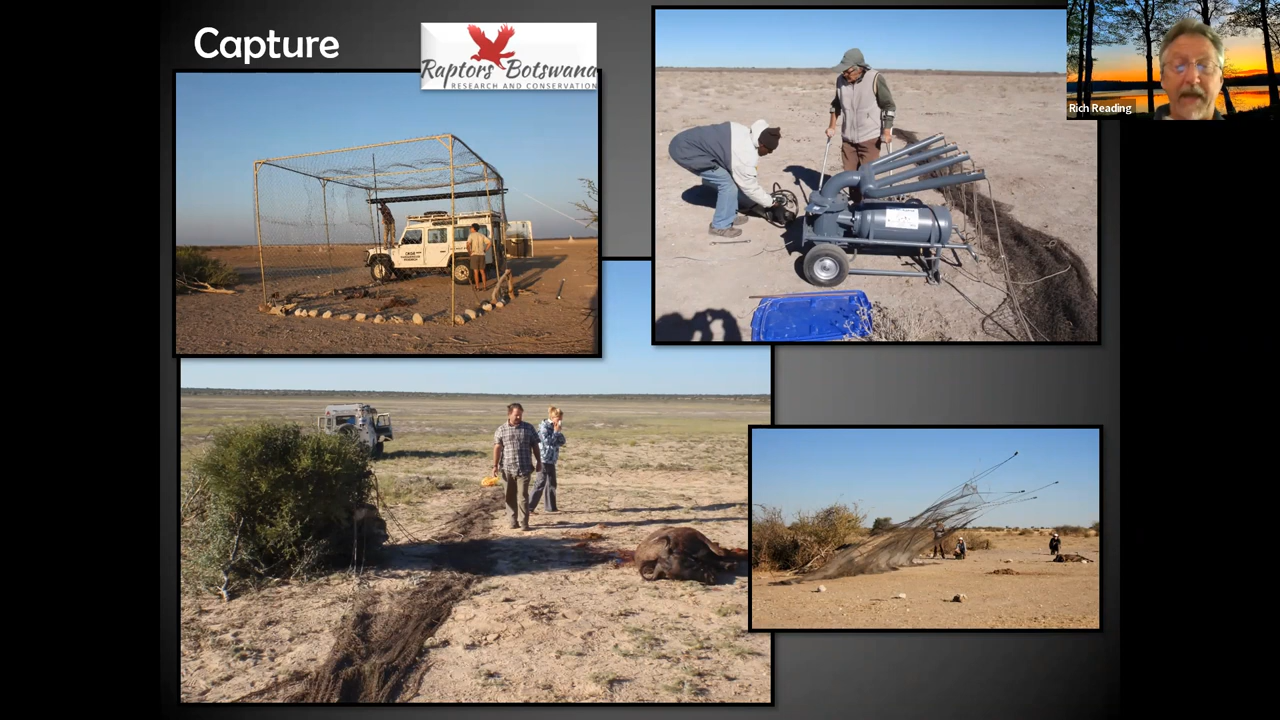 Capture
Raptors Botswana
RESEARCH AND CONSERVATION
Rich Reading